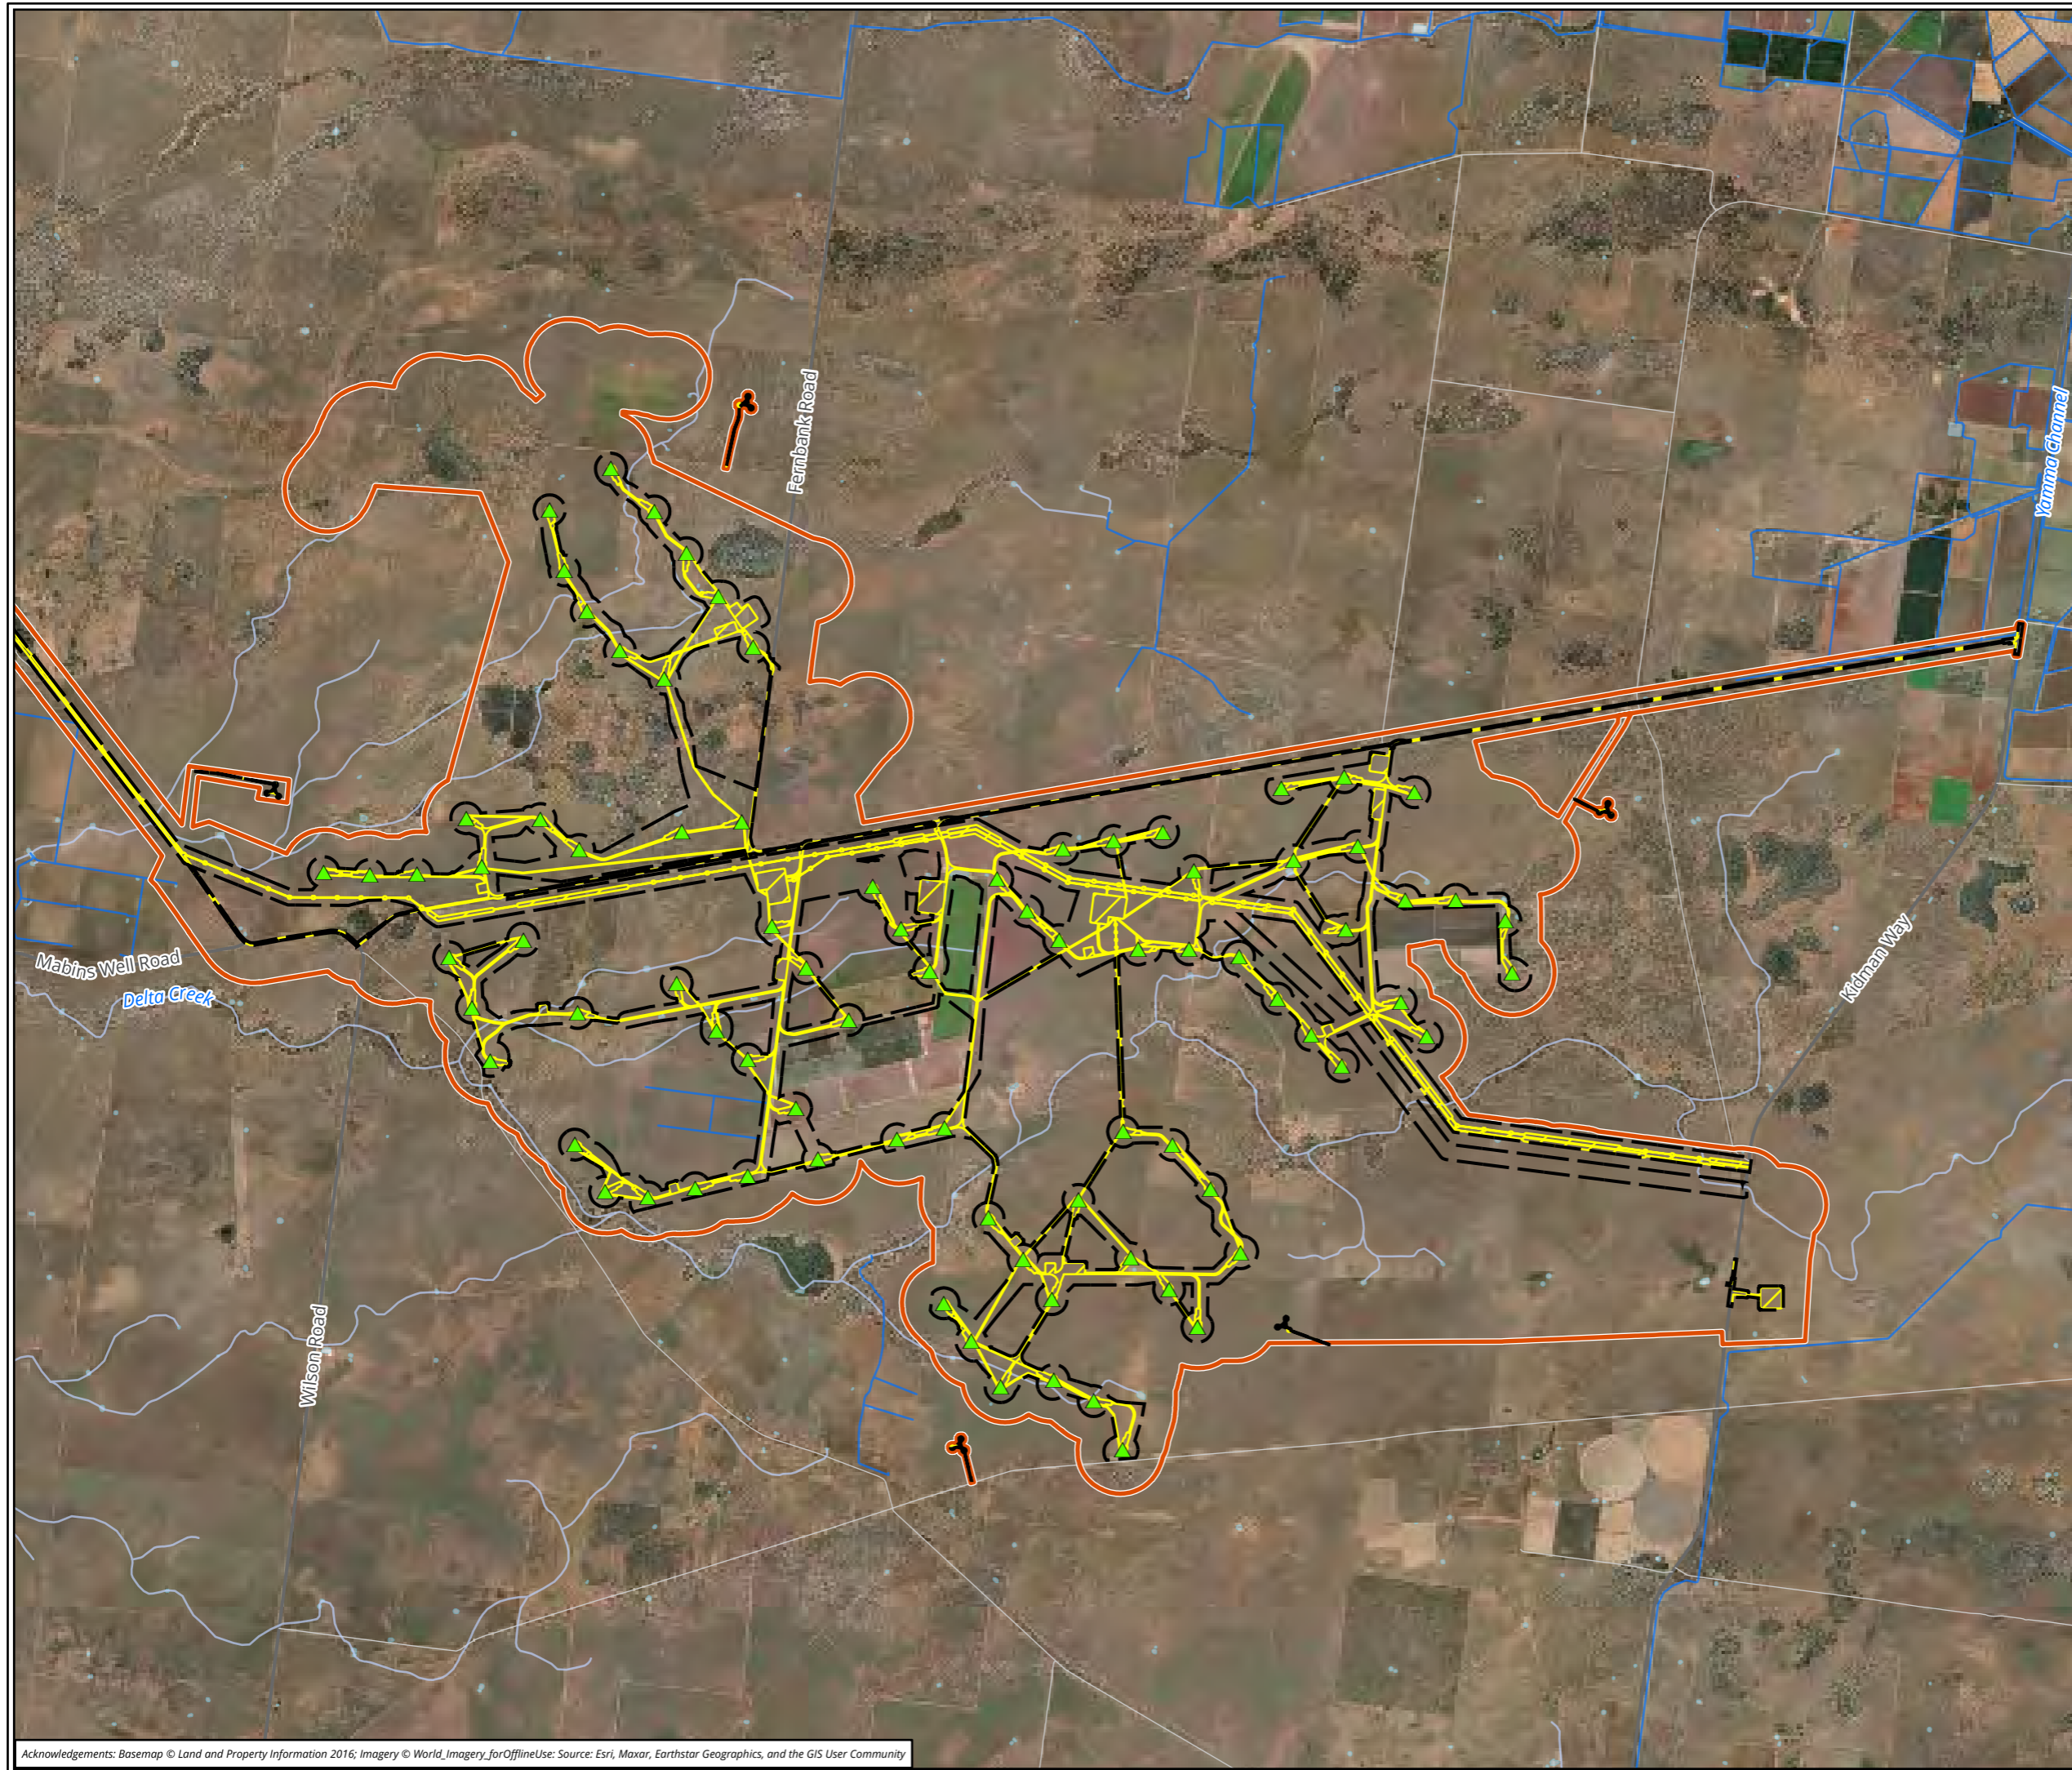 Fernbank Road
Yamma Channel
Kidman Way
Mabins Well Road
Delta Creek
Wilson Road
Acknowledgements: Basemap © Land and Property Information 2016; Imagery © World_Imagery_forOfflineUse: Source: Esri, Maxar, Earthstar Geographics, and the GIS User Community